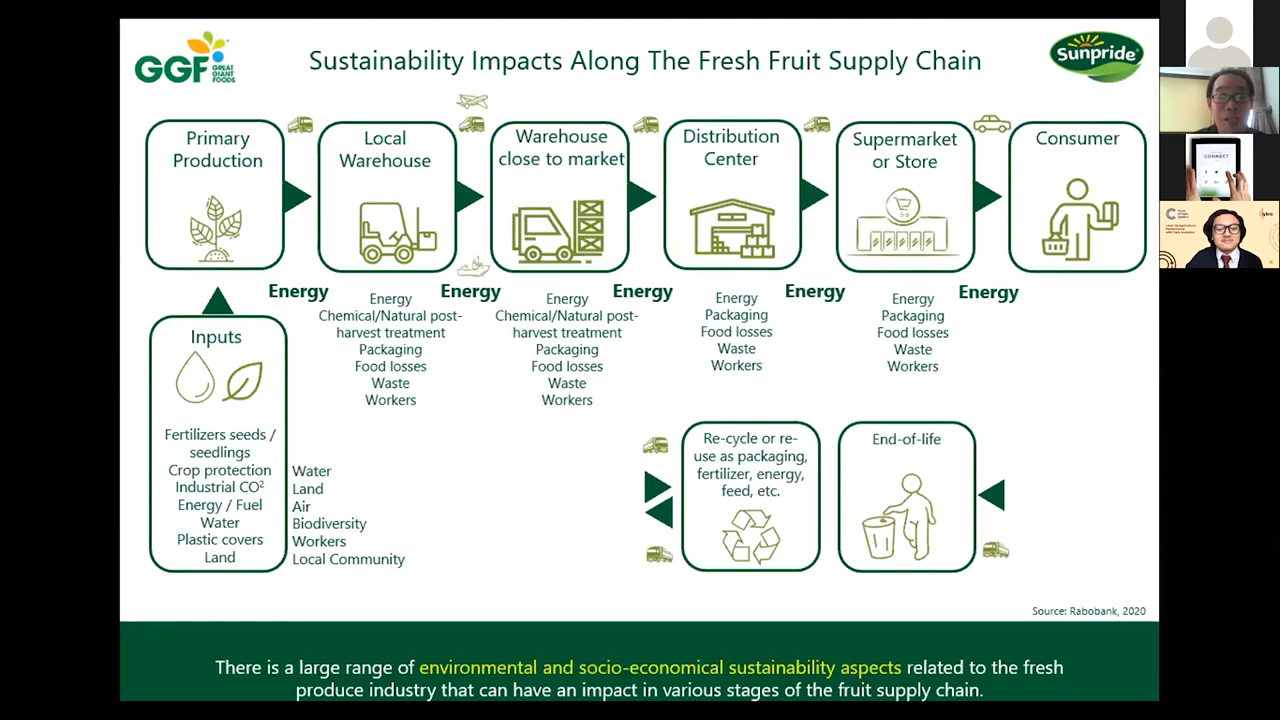 GGF GREAT
GIANT
FOODS
Sustainability Impacts Along The Fresh Fruit Supply Chain
Sunpride
Primary
Production
Local
Warehouse
Warehouse
close to market
Distribution
Center
Supermarket
or Store
Consumer
Energy
Energy
Energy
Energy
Energy
Energy
Chemical/Natural post-
harvest treatment
Packaging
Food losses
Waste
Workers
Energy
Chemical/Natural post-
harvest treatment
Packaging
Food losses
Waste
Workers
Energy
Packaging
Food losses
Waste
Workers
Energy
Packaging
Food losses
Waste
Workers
Inputs
Fertilizers seeds /
seedlings
Crop protection
Industrial CO²
Energy / Fuel
Water
Plastic covers
Land
Water
Land
Air
Biodiversity
Workers
Local Community
Re-cycle or re-
use as packaging,
fertilizer, energy,
feed, etc.
End-of-life
Source: Rabobank, 2020
There is a large range of environmental and socio-economical sustainability aspects related to the fresh
produce industry that can have an impact in various stages of the fruit supply chain.
CONNECT